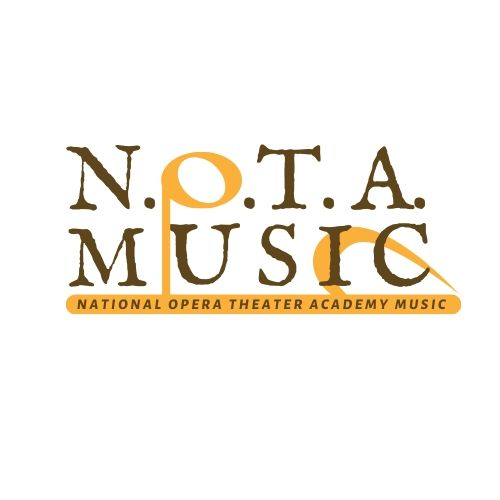 N.O.T.A.
MUSIC
NATIONAL OPERA THEATER ACADEMY MUSIC